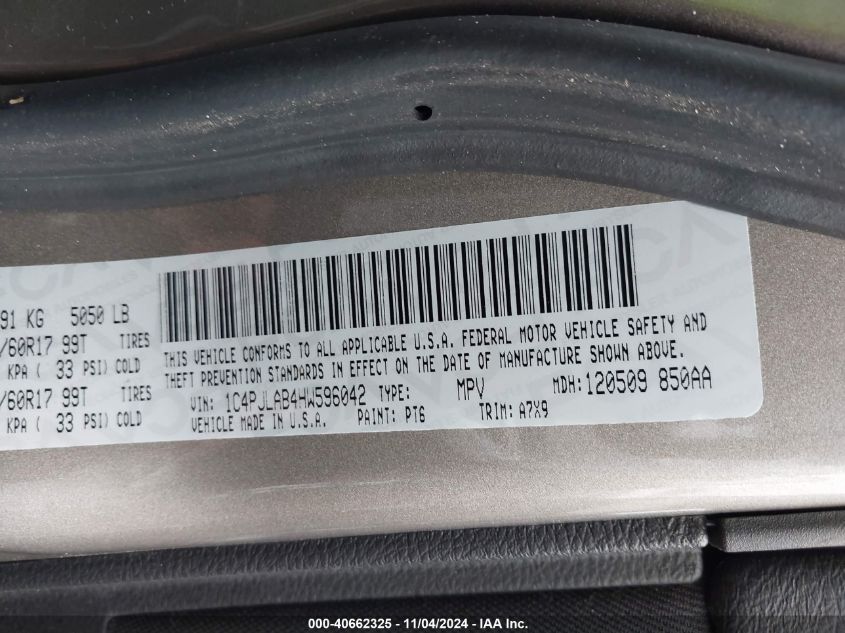 91 KG 5050 LB
/60R17 99T TIRES
KPA ( 33 PSI) COLD
/60R17 99T TIRES
KPA ( 33 PSI) COLD
THIS VEHICLE CONFORMS TO ALL APPLICABLE U.S.A. FEDERAL MOTOR VEHICLE SAFETY AND
THEFT PREVENTION STANDARDS IN EFFECT ON THE DATE OF MANUFACTURE SHOWN ABOVE.
VIN: 1C4PJLAB4HW596042 TYPE: MPV MDH: 120509 850AA
VEHICLE MADE IN U.S.A. PAINT: PT6 TRIM: A7X9
000-40662325 - 11/04/2024 - IAA Inc.